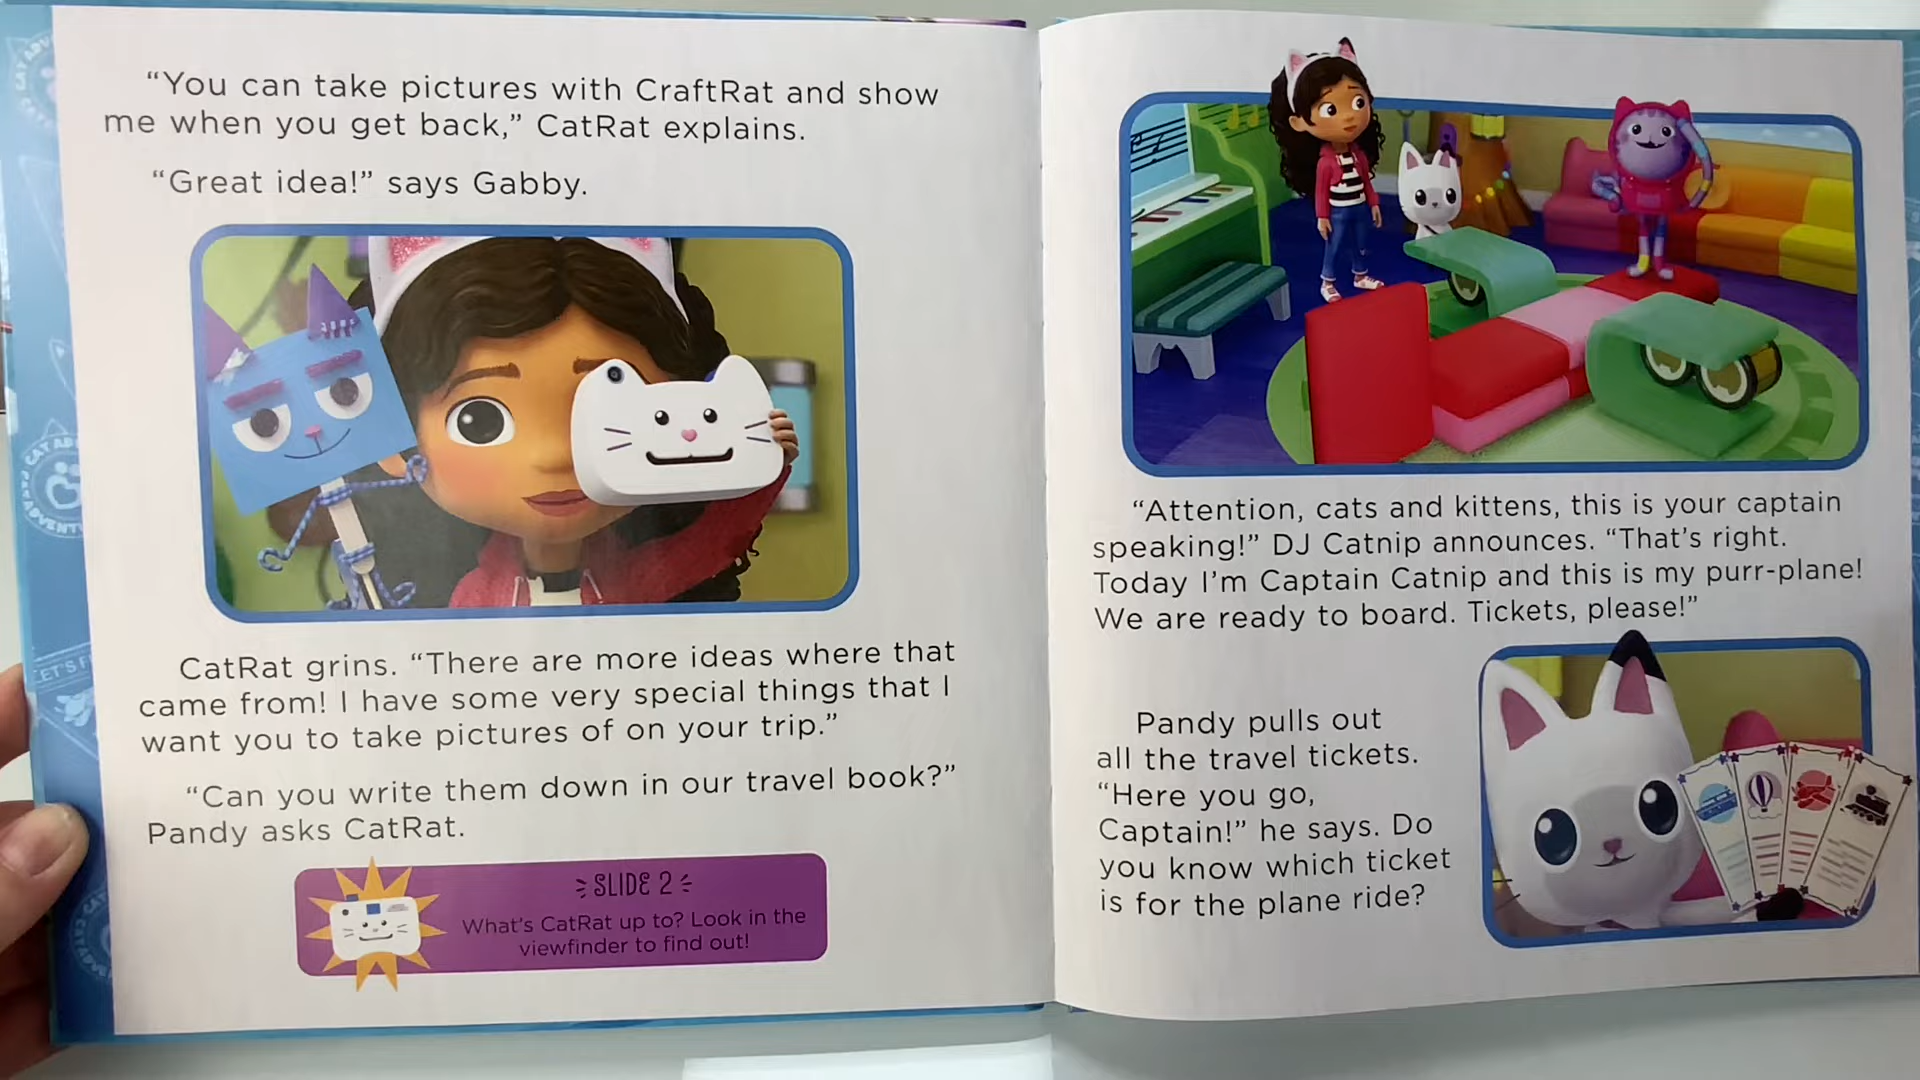 “You can take pictures with CraftRat and show
me when you get back,” CatRat explains.
“Great idea!” says Gabby.
CatRat grins. “There are more ideas where that
came from! I have some very special things that I
want you to take pictures of on your trip.”
“Can you write them down in our travel book?”
Pandy asks CatRat.
SLIDE 2
What's CatRat up to? Look in the
viewfinder to find out!
“Attention, cats and kittens, this is your captain
speaking!” DJ Catnip announces. “That's right.
Today I'm Captain Catnip and this is my purr-plane!
We are ready to board. Tickets, please!”
Pandy pulls out
all the travel tickets.
“Here you go,
Captain!” he says. Do
you know which ticket
is for the plane ride?